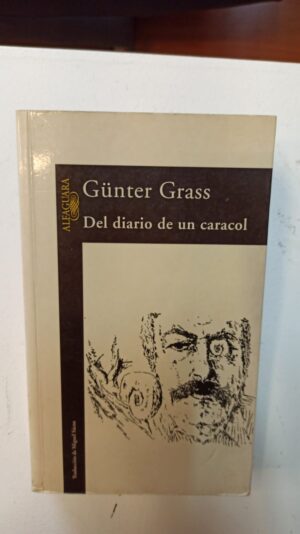 ALFAGUARA
Günter Grass
Del diario de un caracol
Traducción de Miguel Sáenz